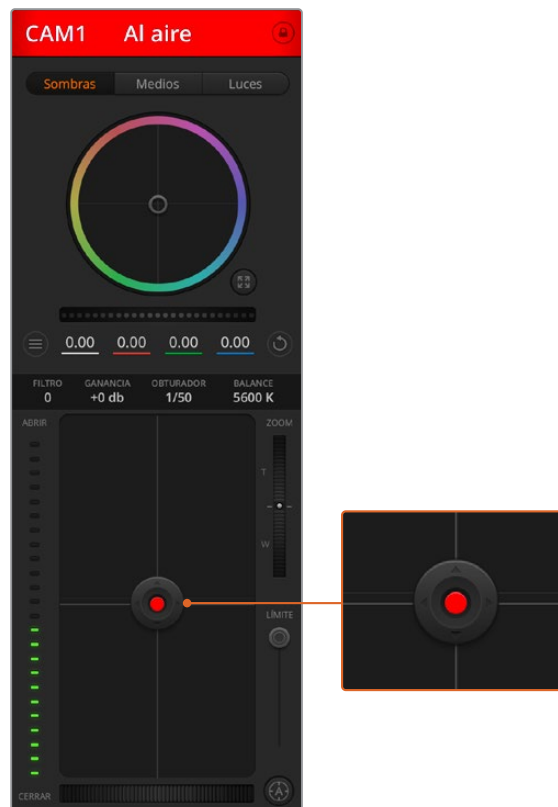 CAM1 Al aire
Sombras Medios Luces
0.00 0.00 0.00 0.00
FILTRO GANANCIA OBTURADOR BALANCE
0 +0 db 1/50 5600 K
ABRIR ZOOM
T
W
LÍMITE
CERRAR A